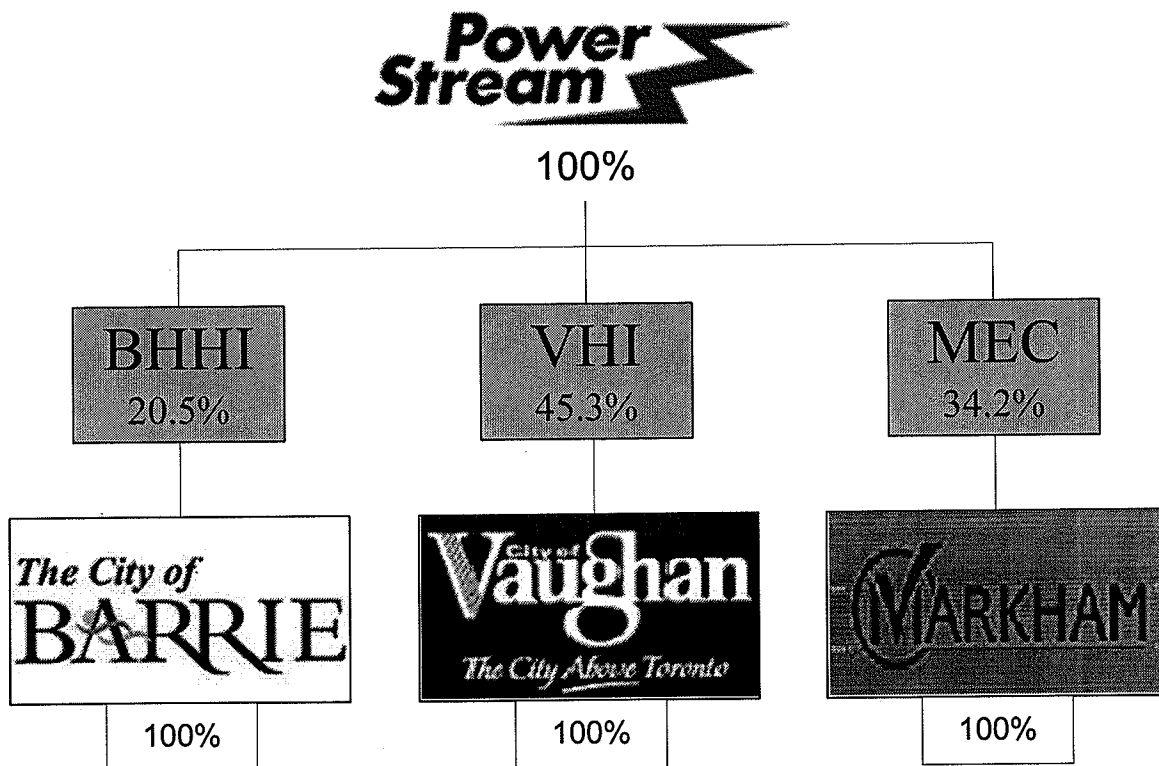 Power
Stream
100%
BHHI
20.5%
VHI
45.3%
MEC
34.2%
The City of
BARRIE
City of
Vaughan
The City Above Toronto
MARKHAM
100%
100%
100%